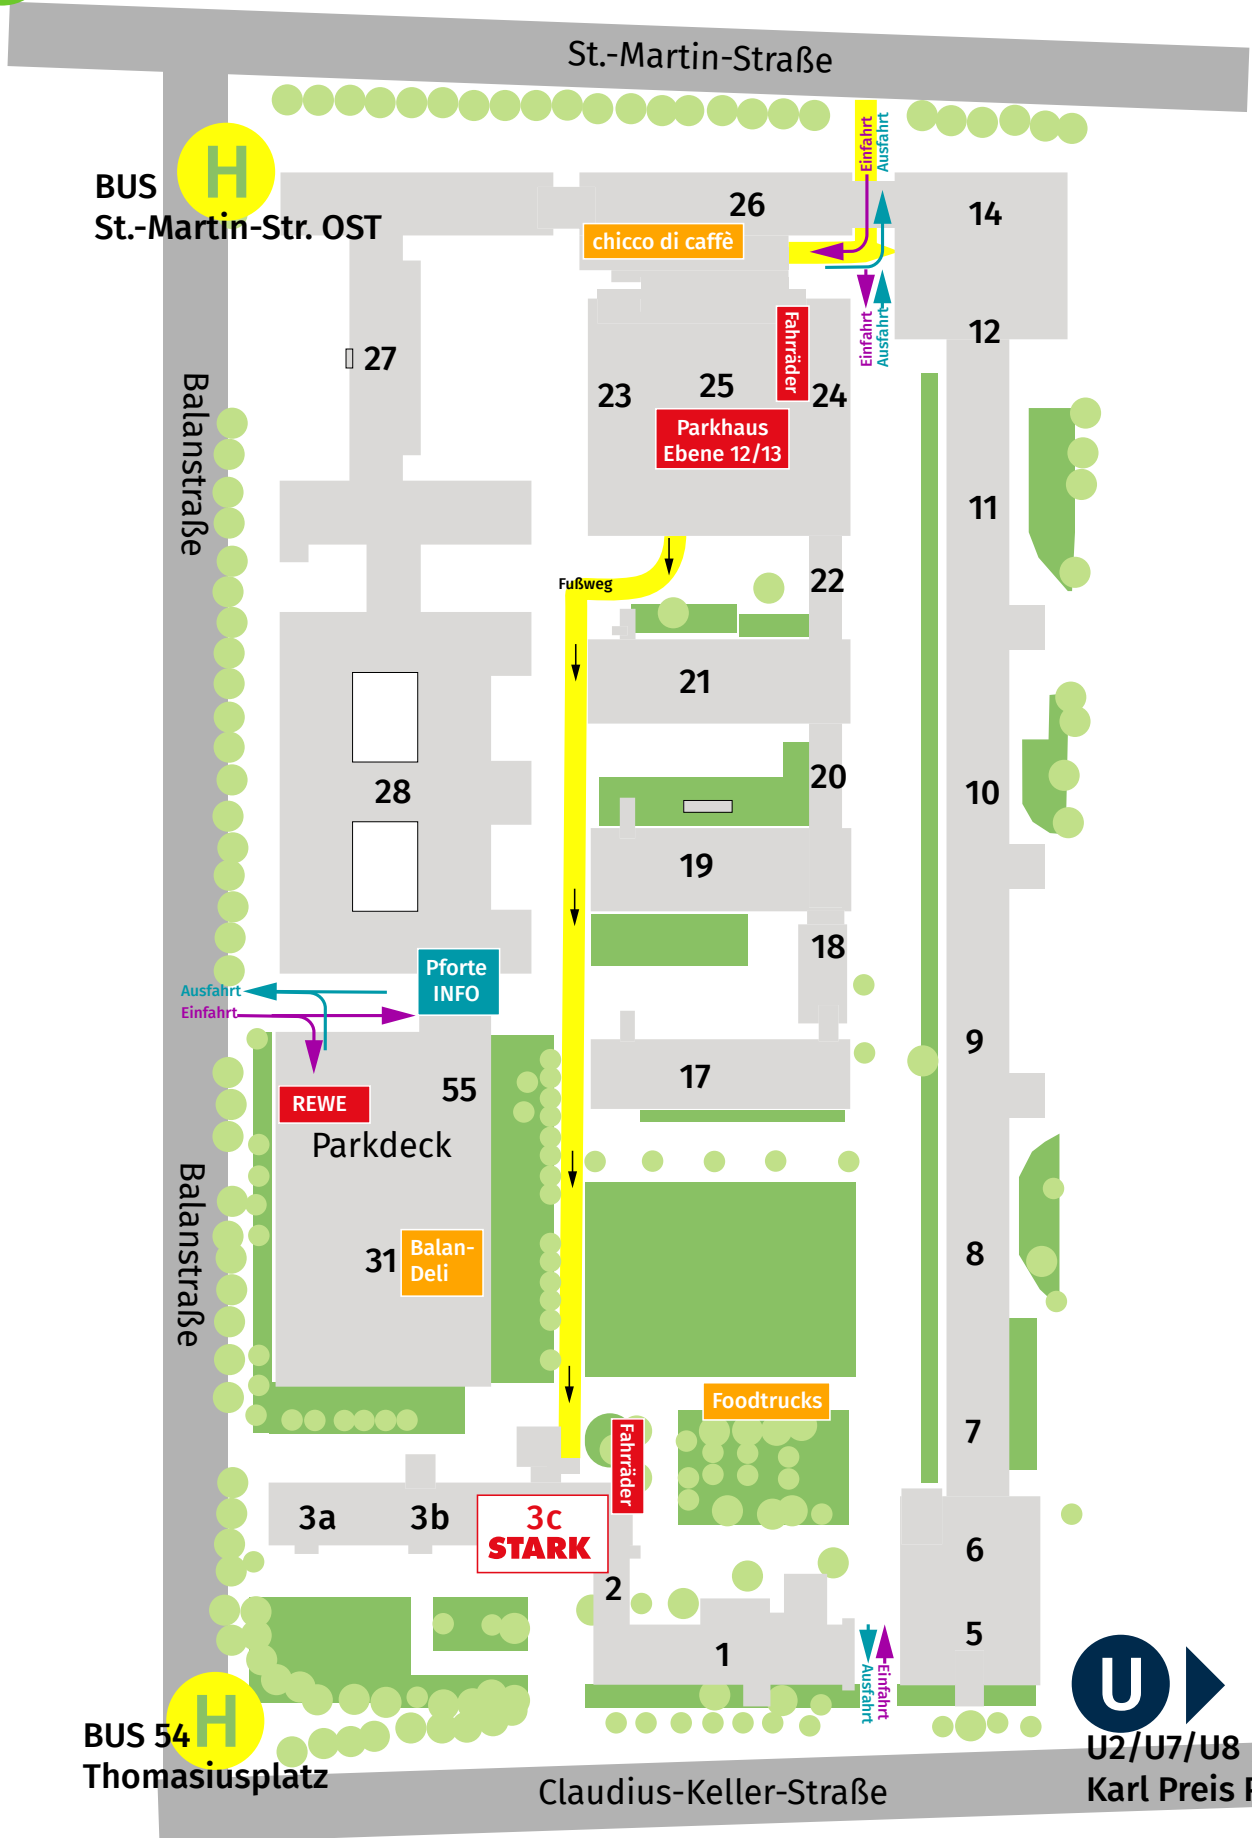 St.-Martin-Straße
Einfahrt
Ausfahrt
H
BUS
St.-Martin-Str. OST
26
14
chicco di caffè
12
Einfahrt
Ausfahrt
Fahrräder
27
Balanstraße
23
25
24
Parkhaus
Ebene 12/13
11
22
Fußweg
21
20
28
10
19
18
Pforte
INFO
Ausfahrt
Einfahrt
9
17
55
REWE
Parkdeck
Balanstraße
8
31
Balan-
Deli
Foodtrucks
7
Fahrräder
3a
3b
3c
STARK
6
2
5
1
Ausfahrt
Einfahrt
U
H
BUS 54
Thomasiusplatz
U2/U7/U8
Karl Preis P
Claudius-Keller-Straße